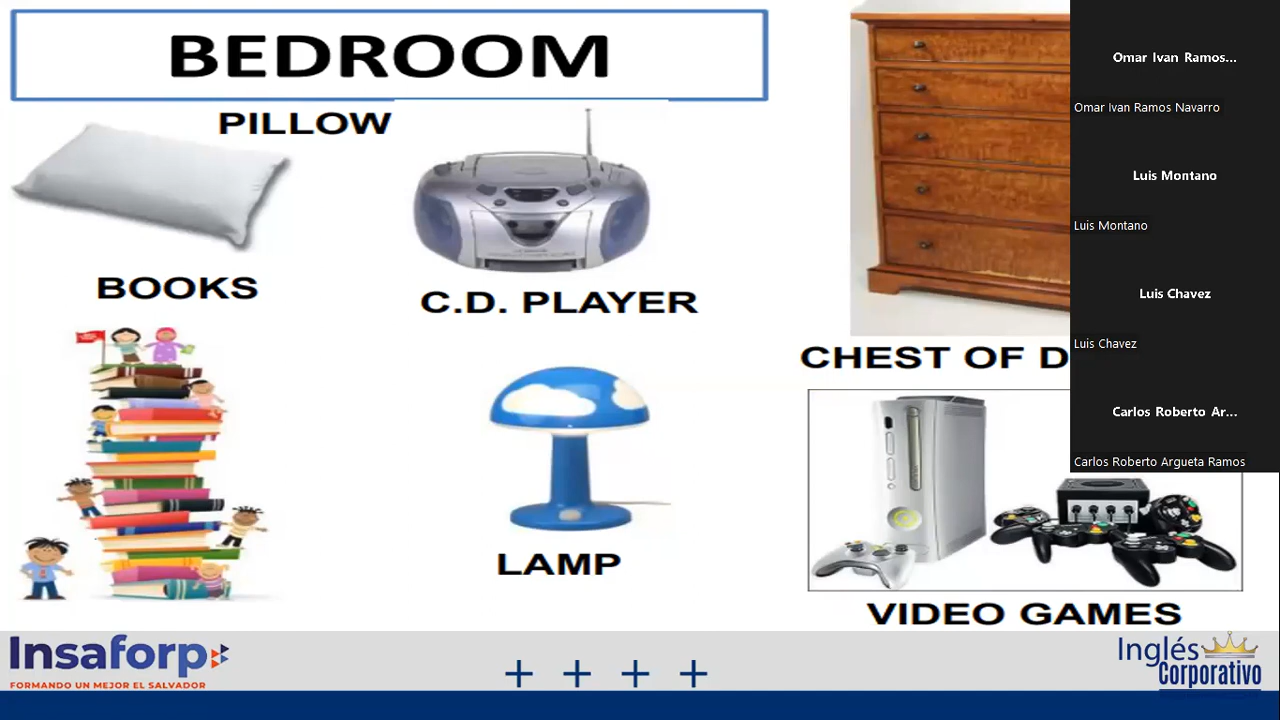 BEDROOM
PILLOW
BOOKS
C.D. PLAYER
LAMP
CHEST OF D
VIDEO GAMES
Omar Ivan Ramos...
Omar Ivan Ramos Navarro
Luis Montano
Luis Montano
Luis Chavez
Luis Chavez
Carlos Roberto Ar...
Carlos Roberto Argueta Ramos
Insaforp
FORMANDO UN MEJOR EL SALVADOR
Inglés
Corporativo